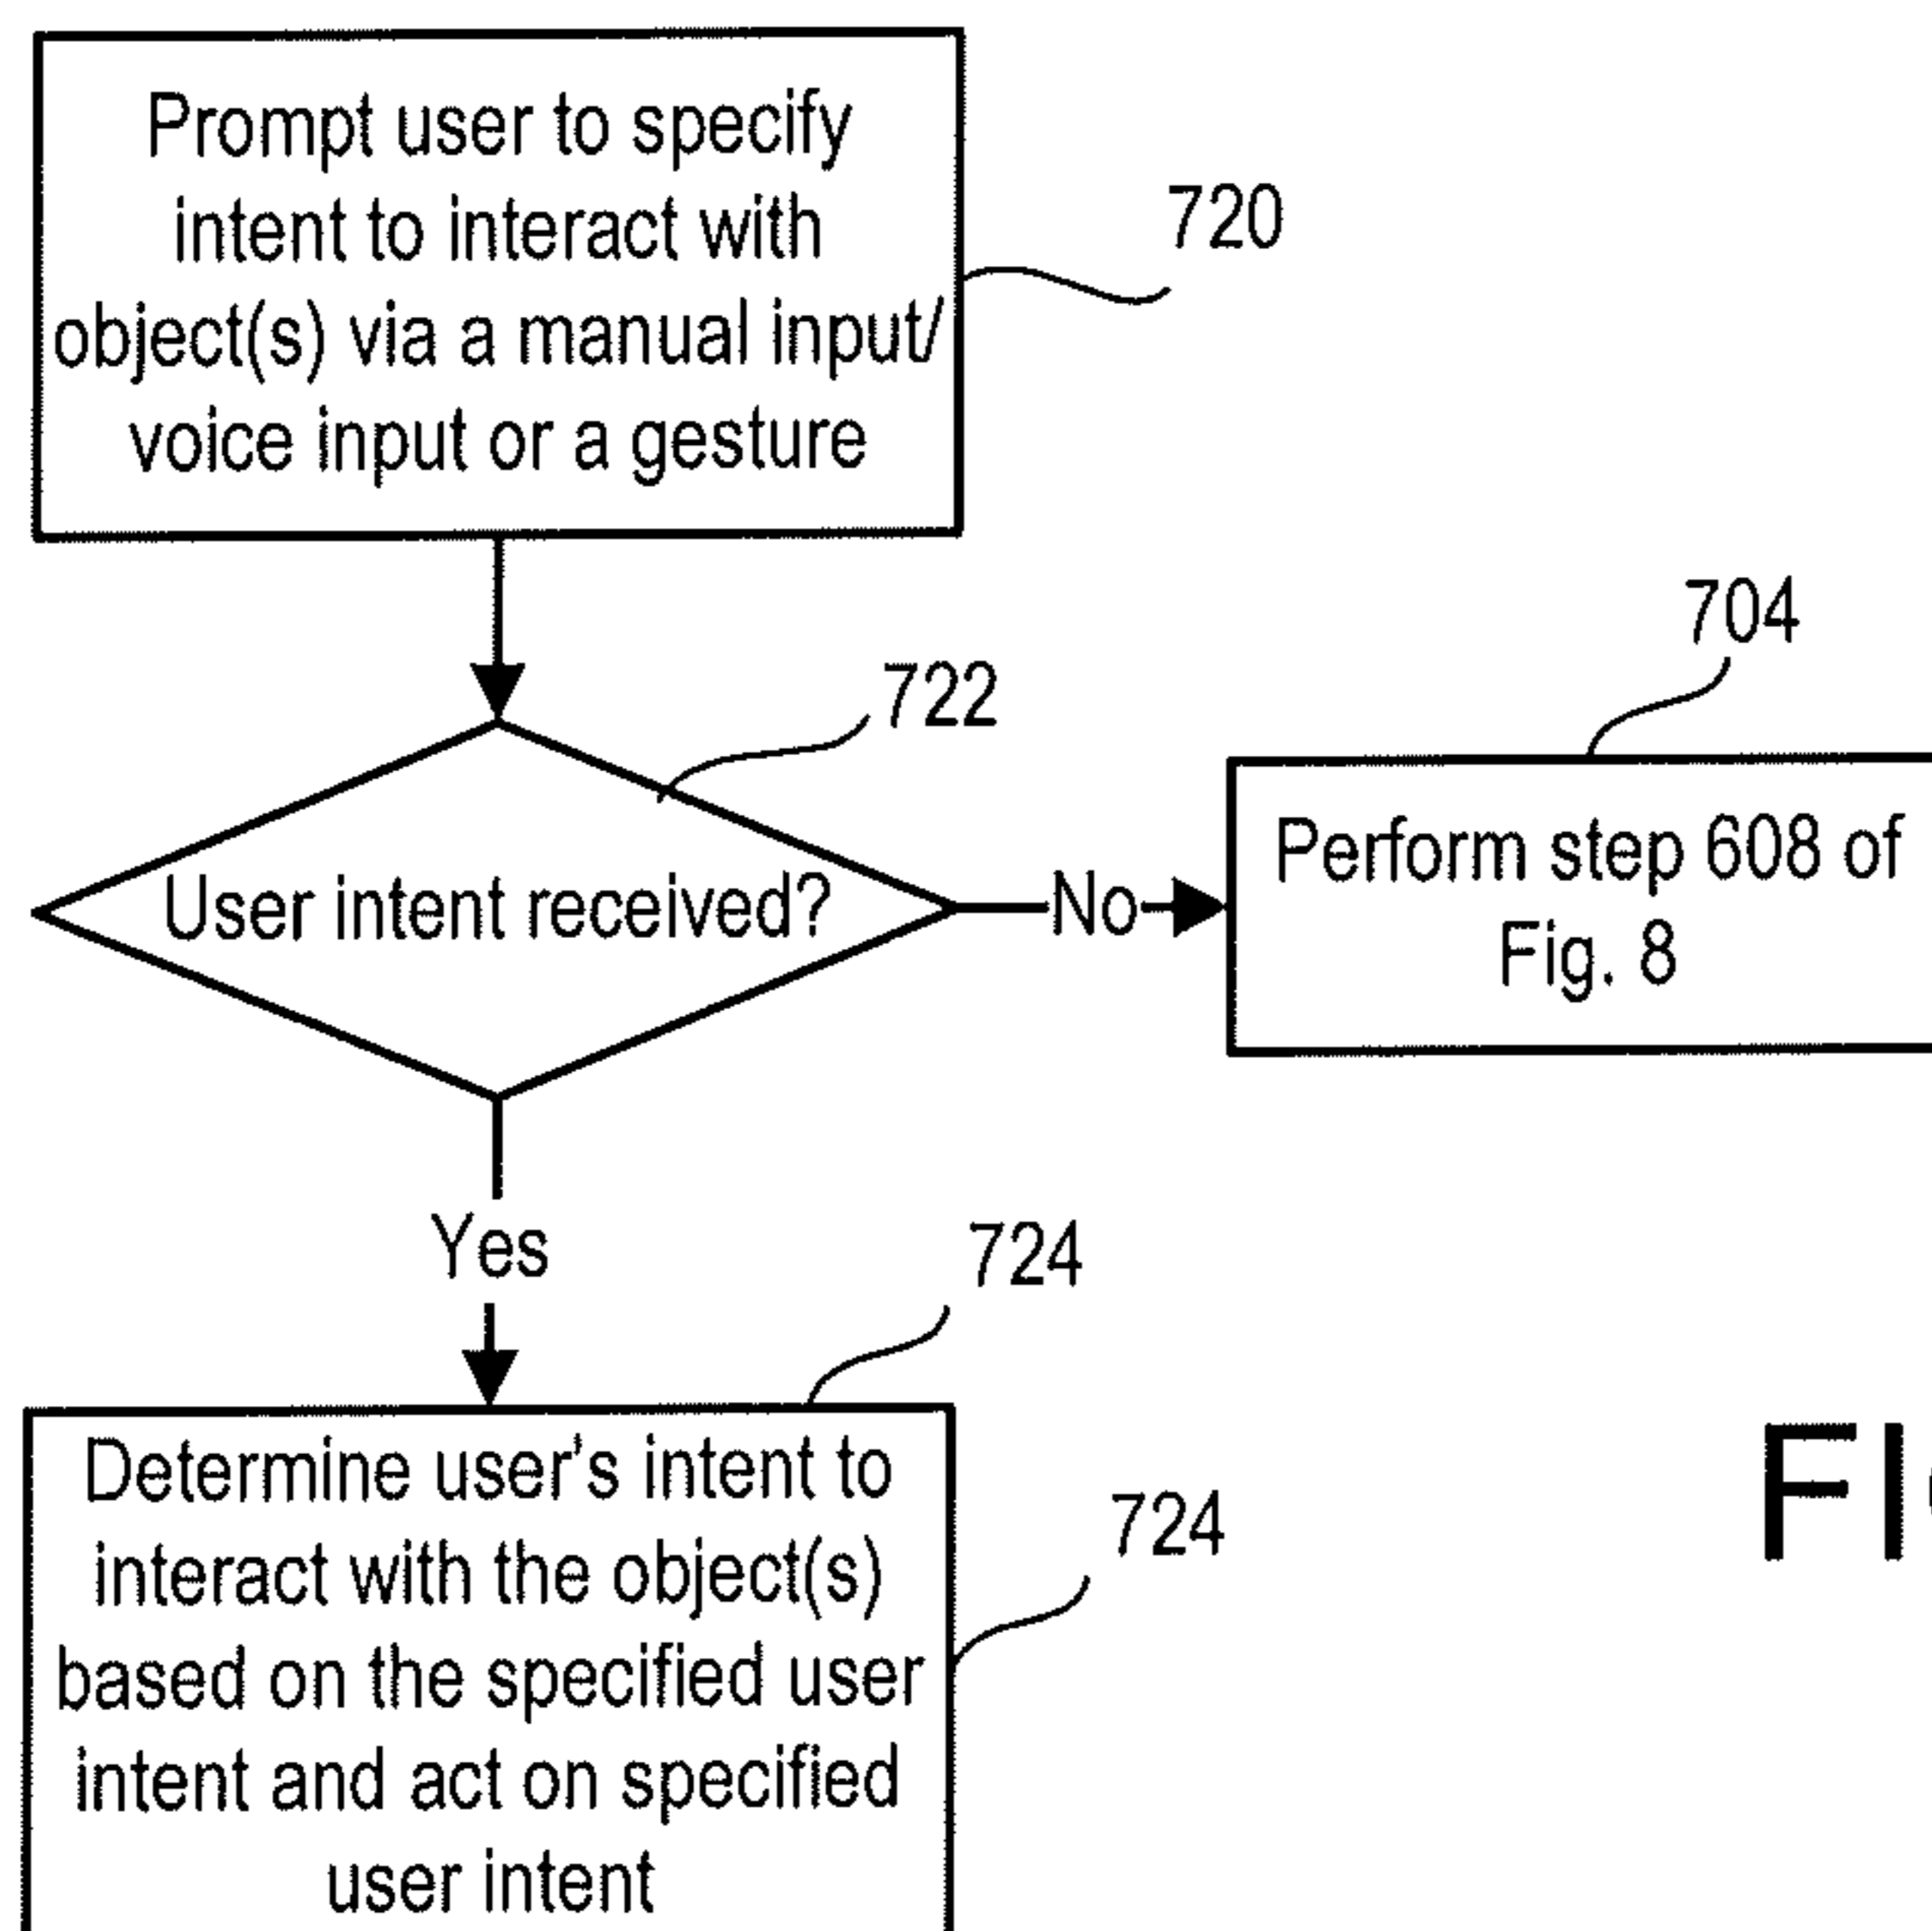 Prompt user to specify
intent to interact with
object(s) via a manual input/
voice input or a gesture
720
722
User intent received?
No
704
Perform step 608 of
Fig. 8
Yes
724
Determine user's intent to
interact with the object(s)
based on the specified user
intent and act on specified
user intent
724